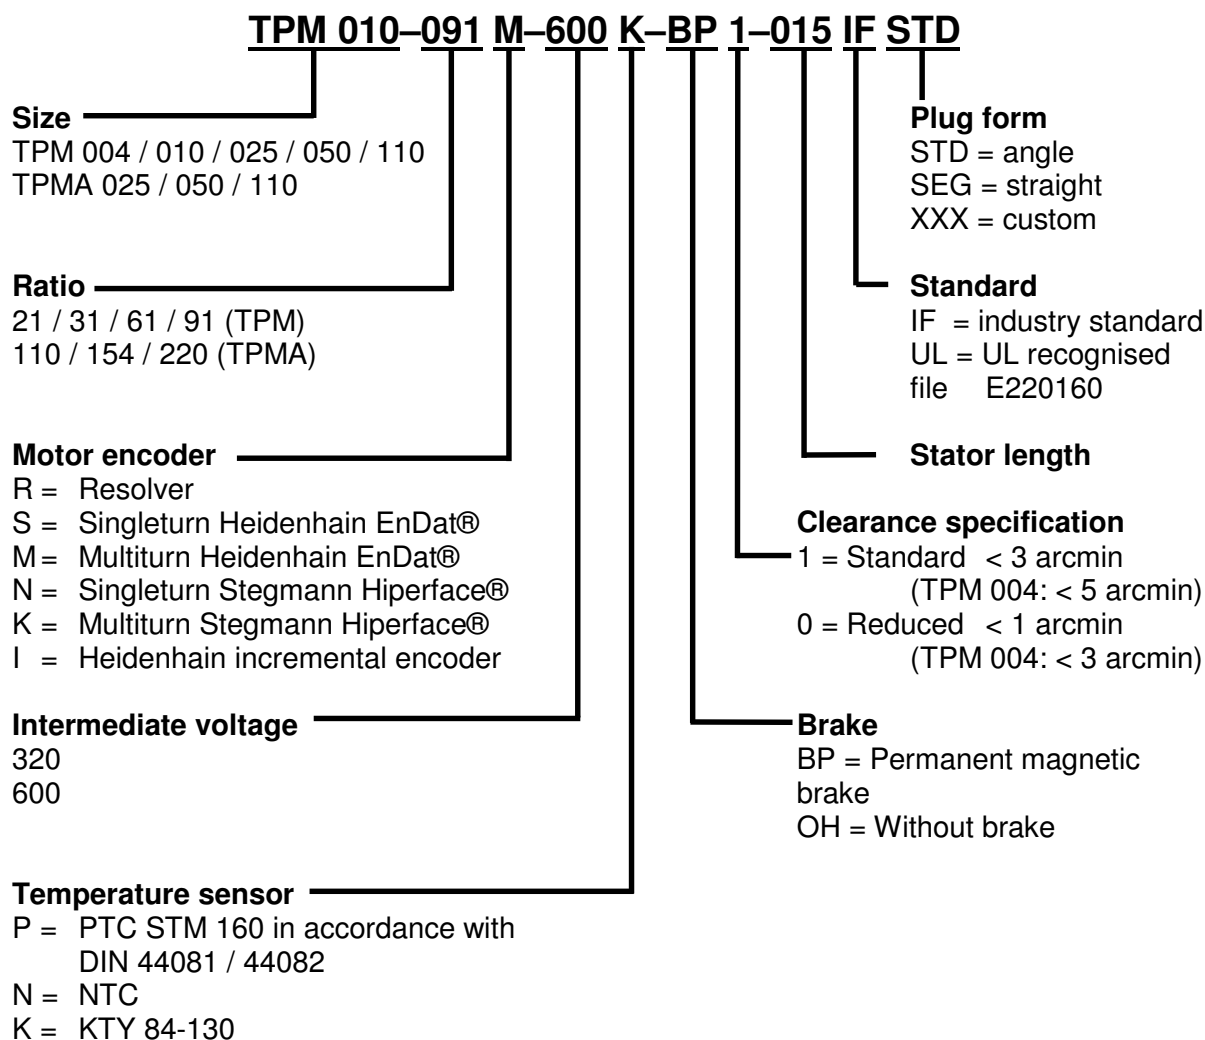 TPM 010–091 M–600 K–BP 1–015 IF STD
Size
TPM 004 / 010 / 025 / 050 / 110
TPMA 025 / 050 / 110
Ratio
21 / 31 / 61 / 91 (TPM)
110 / 154 / 220 (TPMA)
Motor encoder
R = Resolver
S = Singleturn Heidenhain EnDat®
M = Multiturn Heidenhain EnDat®
N = Singleturn Stegmann Hiperface®
K = Multiturn Stegmann Hiperface®
I = Heidenhain incremental encoder
Intermediate voltage
320
600
Temperature sensor
P = PTC STM 160 in accordance with
DIN 44081 / 44082
N = NTC
K = KTY 84-130
Plug form
STD = angle
SEG = straight
XXX = custom
Standard
IF = industry standard
UL = UL recognised
file E220160
Stator length
Clearance specification
1 = Standard < 3 arcmin
(TPM 004: < 5 arcmin)
0 = Reduced < 1 arcmin
(TPM 004: < 3 arcmin)
Brake
BP = Permanent magnetic
brake
OH = Without brake